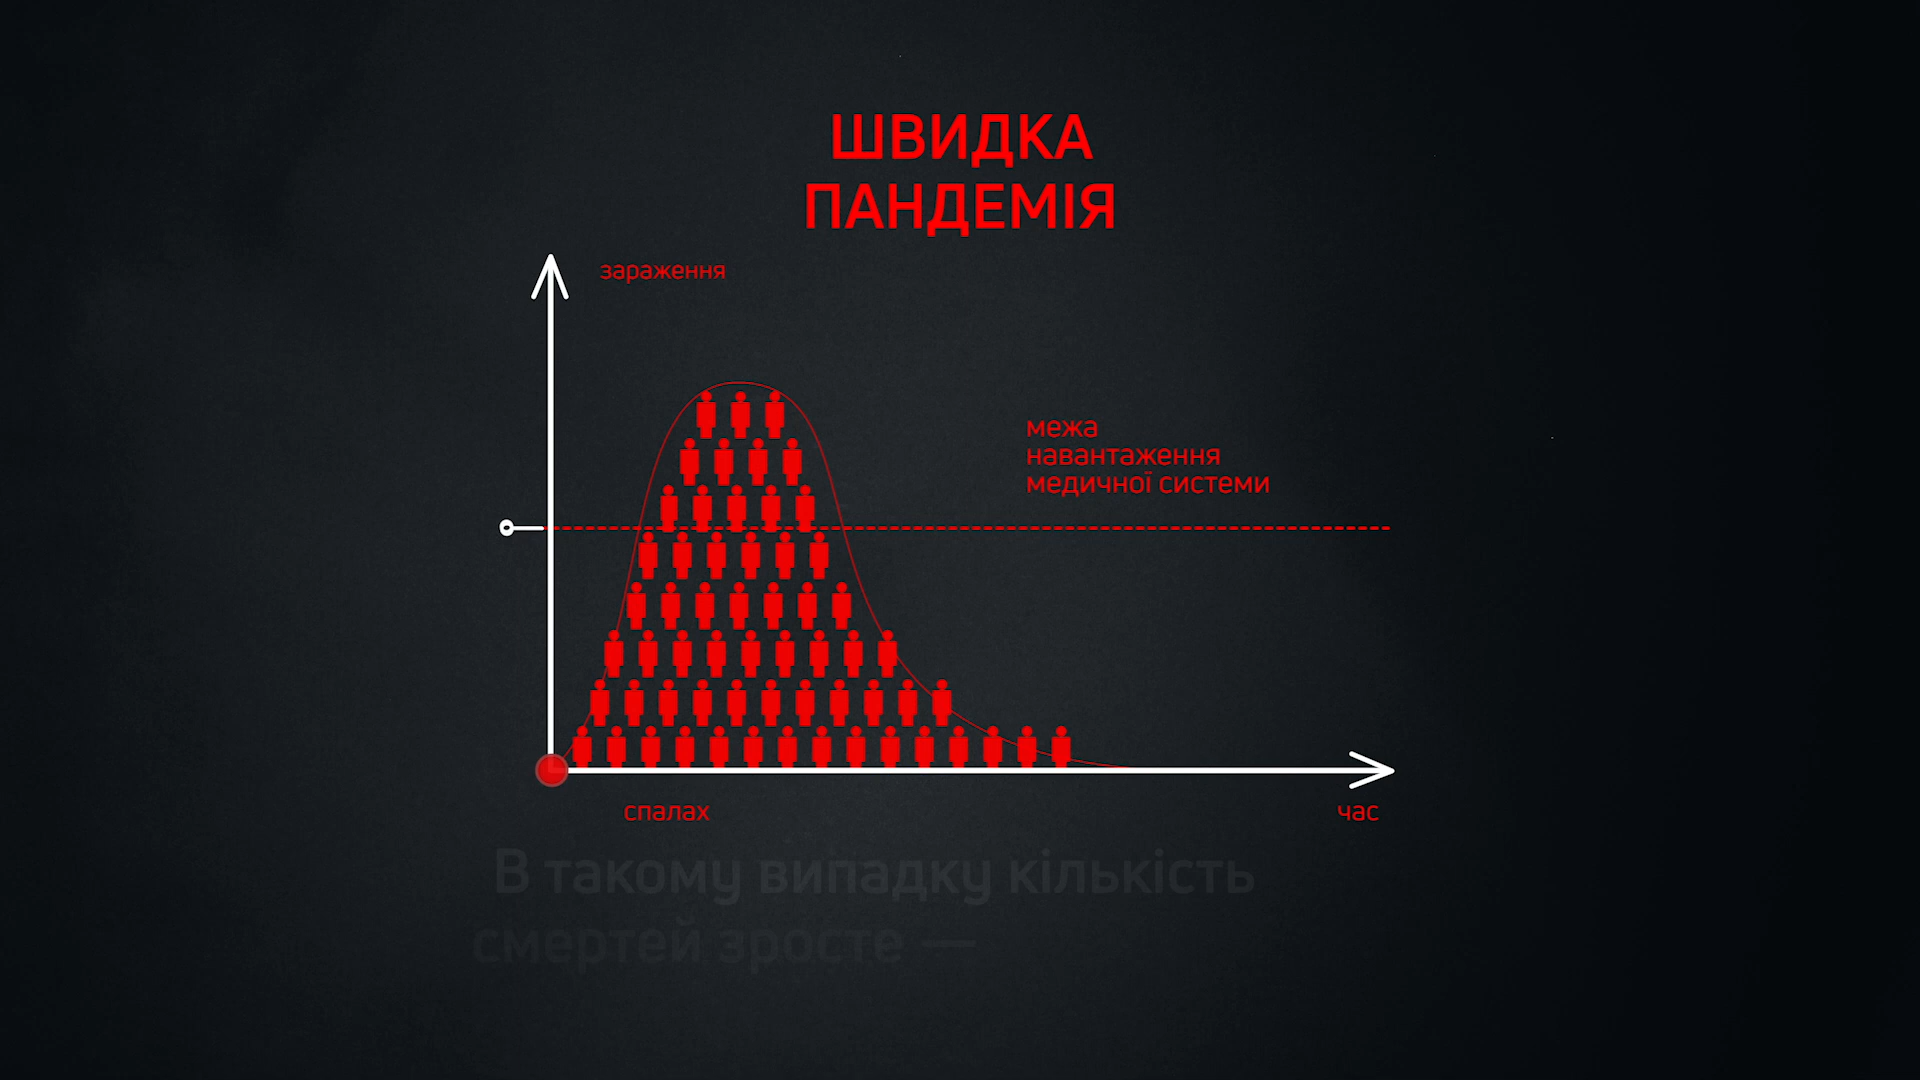 ШВИДКА
ПАНДЕМІЯ
зараження
межа
навантаження
медичної системи
спалах
час
В такому випадку кількість
смертей зросте —